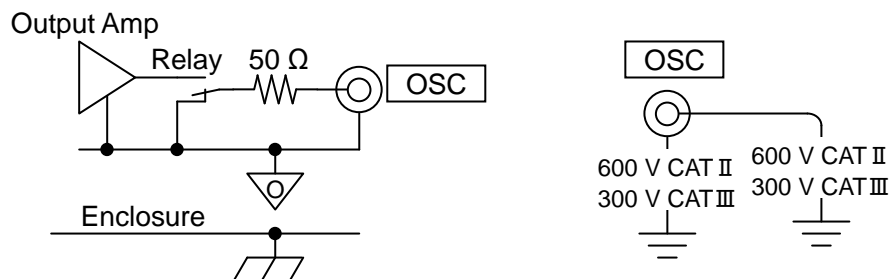 Output Amp
Relay
50 Ω
OSC
O
Enclosure
OSC
600 V CAT Ⅱ
300 V CAT Ⅲ
600 V CAT Ⅱ
300 V CAT Ⅲ